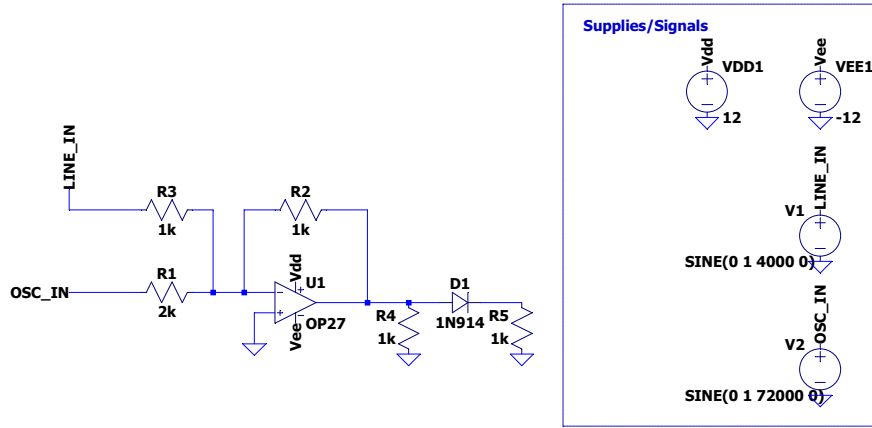 Supplies/Signals
Vdd
VDD1
12
Vee
VEE1
-12
LINE_IN
R3
1k
R2
1k
LINE_IN
V1
SINE(0 1 4000 0)
OSC_IN
R1
2k
Vdd
U1
OP27
Vee
R4
1k
D1
1N914
R5
1k
OSC_IN
V2
SINE(0 1 72000 0)